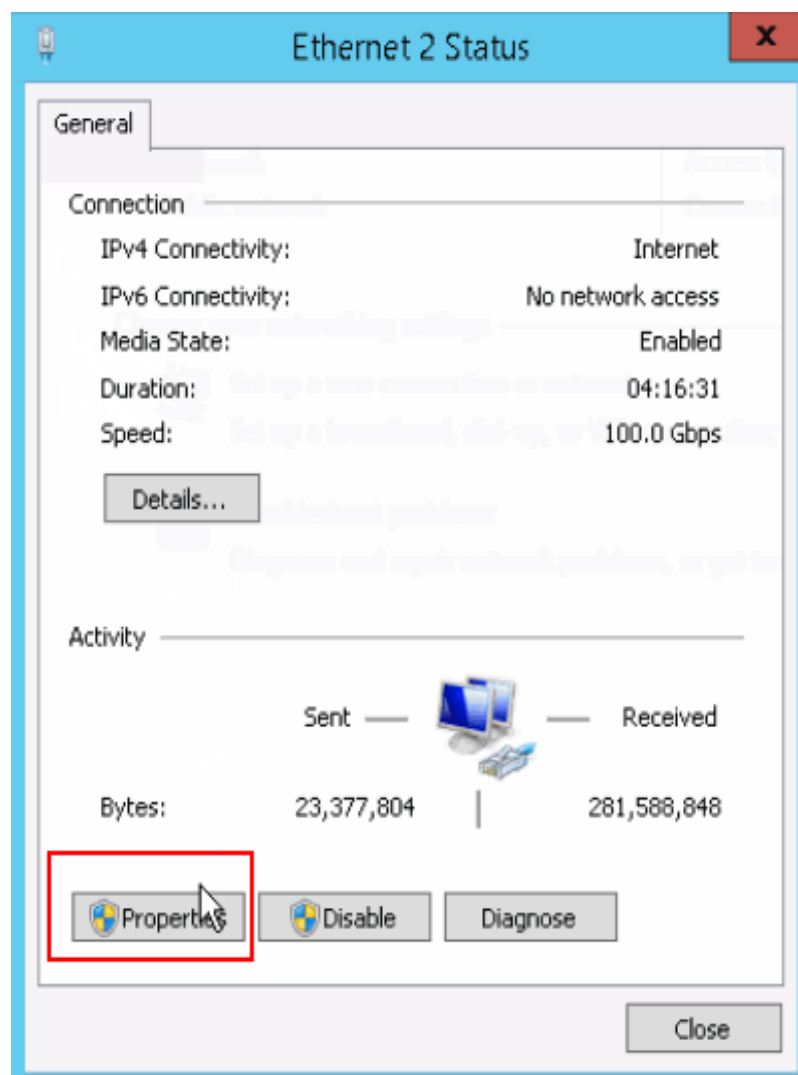 Ethernet 2 Status
x
General
Connection
IPv4 Connectivity: Internet
IPv6 Connectivity: No network access
Media State: Enabled
Duration: 04:16:31
Speed: 100.0 Gbps
Details...
Activity
Sent Received
Bytes: 23,377,804 281,588,848
Properties Disable Diagnose
Close